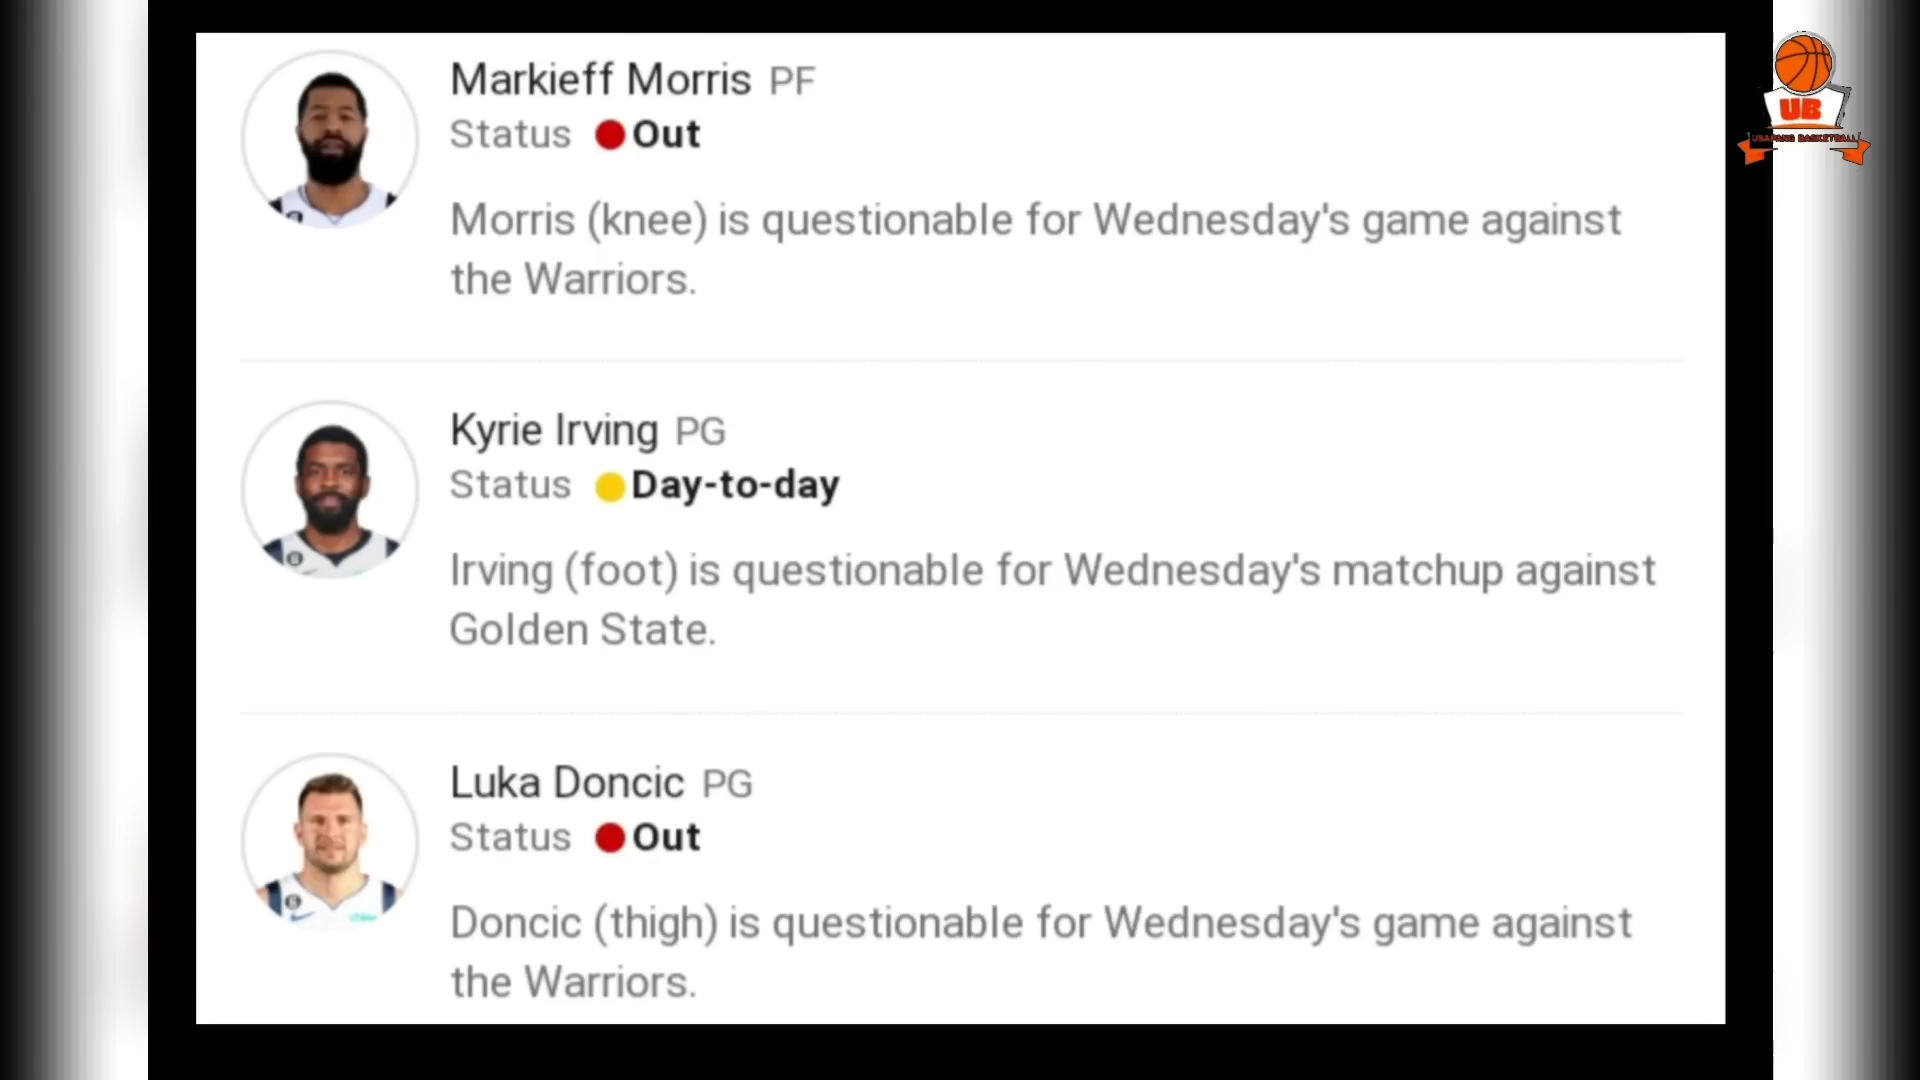 Markieff Morris PF
Status Out
Morris (knee) is questionable for Wednesday's game against
the Warriors.
Kyrie Irving PG
Status Day-to-day
Irving (foot) is questionable for Wednesday's matchup against
Golden State.
Luka Doncic PG
Status Out
Doncic (thigh) is questionable for Wednesday's game against
the Warriors.
UB
USAPANG BASKETBALL